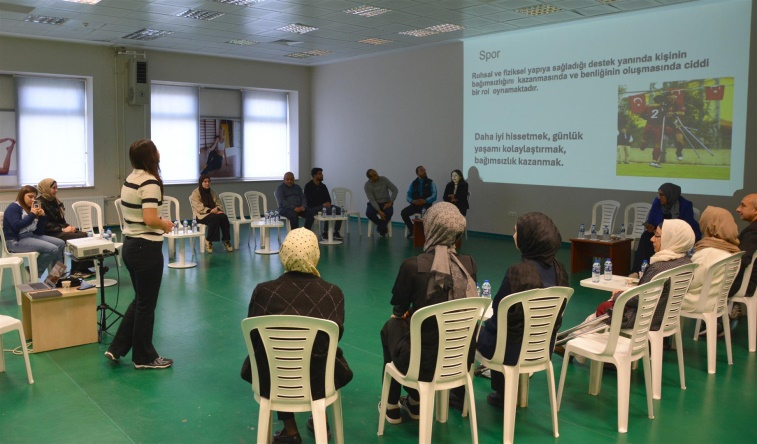 Spor
Ruhsal ve fiziksel yapıya sağladığı destek yanında kişinin
bağımsızlığını kazanmasında ve benliğinin oluşmasında ciddi
bir rol oynamaktadır.
Daha iyi hissetmek, günlük
yaşamı kolaylaştırmak,
bağımsızlık kazanmak.
2